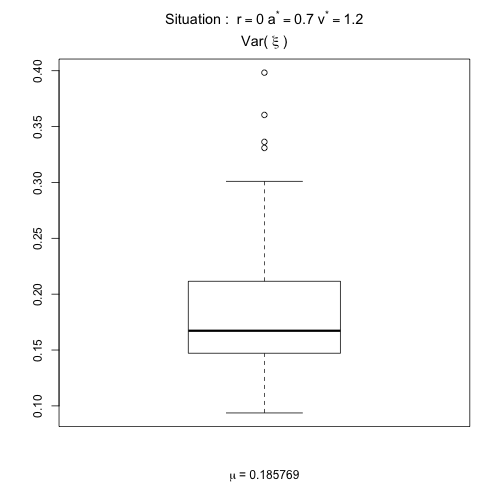 Situation : r = 0 a* = 0.7 v* = 1.2
Var( ξ )
0.40
0.35
0.30
0.25
0.20
0.15
0.10
μ = 0.185769